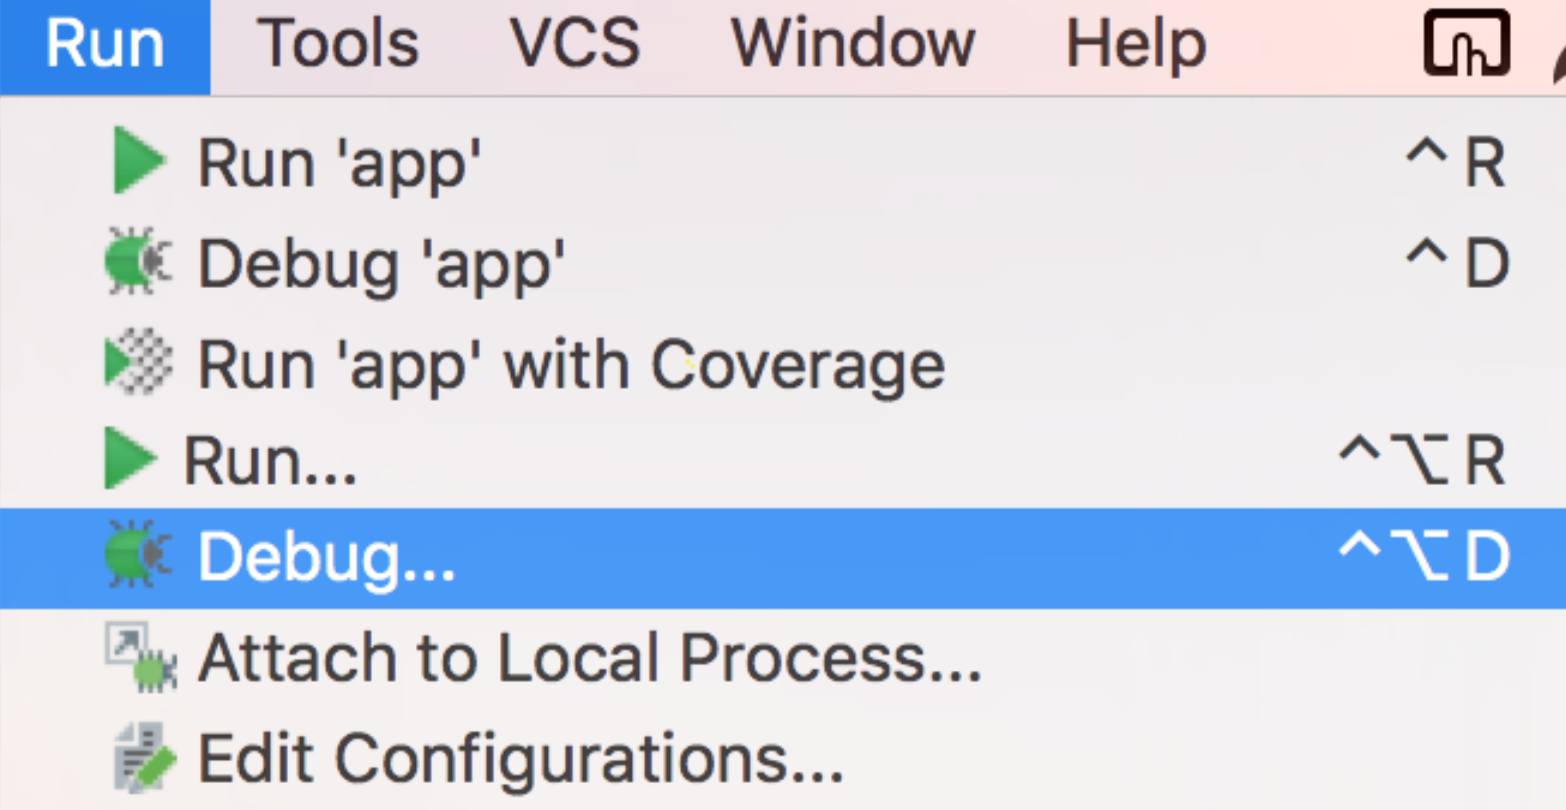 Run Tools VCS Window Help
Run 'app' ^ R
Debug 'app' ^ D
Run 'app' with Coverage
Run... ^⌥ R
Debug... ^⌥ D
Attach to Local Process...
Edit Configurations...